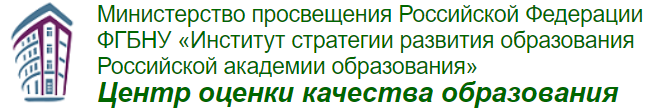 Министерство просвещения Российской Федерации
ФГБНУ «Институт стратегии развития образования
Российской академии образования»
Центр оценки качества образования